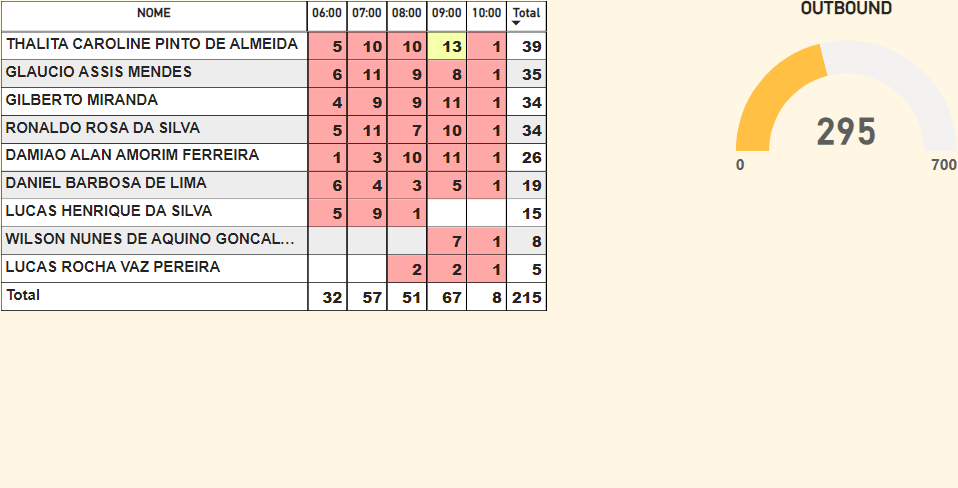 NOME 06:00 07:00 08:00 09:00 10:00 Total
THALITA CAROLINE PINTO DE ALMEIDA 5 10 10 13 1 39
GLAUCIO ASSIS MENDES 6 11 9 8 1 35
GILBERTO MIRANDA 4 9 9 11 1 34
RONALDO ROSA DA SILVA 5 11 7 10 1 34
DAMIAO ALAN AMORIM FERREIRA 1 3 10 11 1 26
DANIEL BARBOSA DE LIMA 6 4 3 5 1 19
LUCAS HENRIQUE DA SILVA 5 9 1 15
WILSON NUNES DE AQUINO GONCAL... 7 1 8
LUCAS ROCHA VAZ PEREIRA 2 2 1 5
Total 32 57 51 67 8 215
OUTBOUND
295
0 700